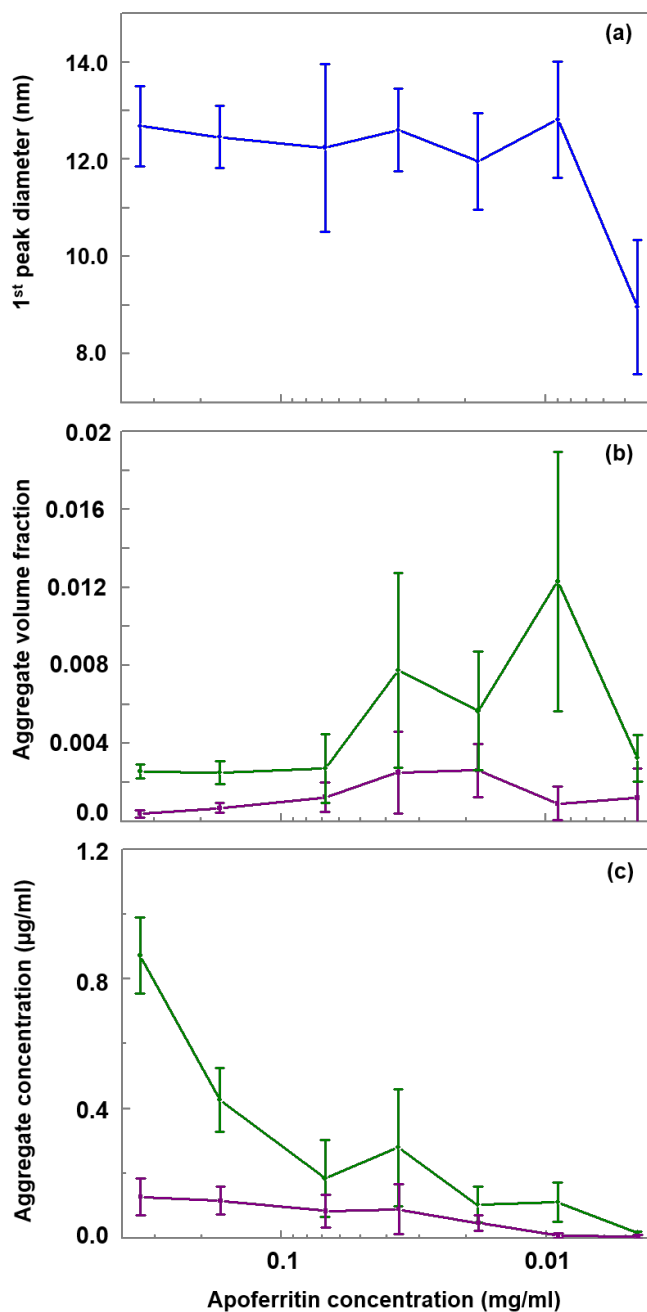 (a)
14.0
12.0
10.0
8.0
1st peak diameter (nm)
(b)
0.02
0.016
0.012
0.008
0.004
0.0
Aggregate volume fraction
(c)
1.2
0.8
0.4
0.0
Aggregate concentration (µg/ml)
0.1 0.01
Apoferritin concentration (mg/ml)